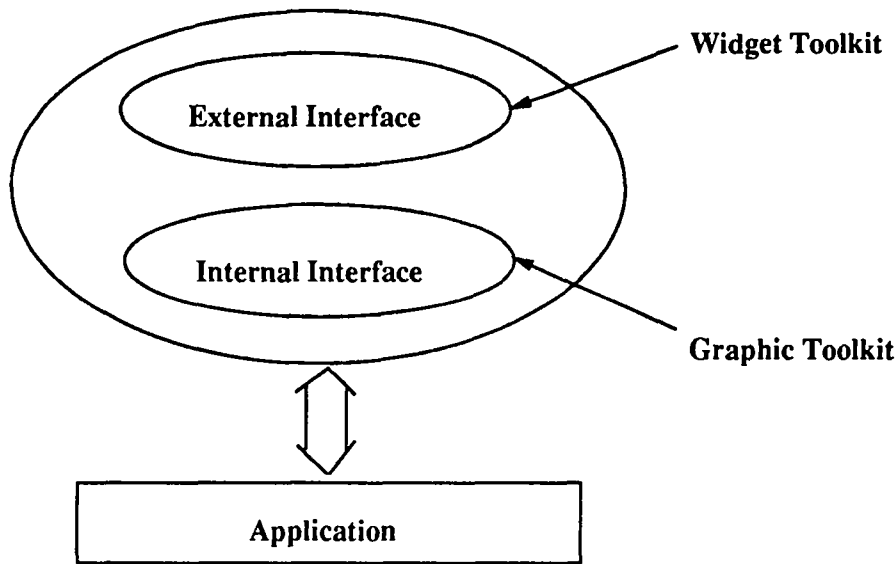 Widget Toolkit
External Interface
Internal Interface
Graphic Toolkit
Application